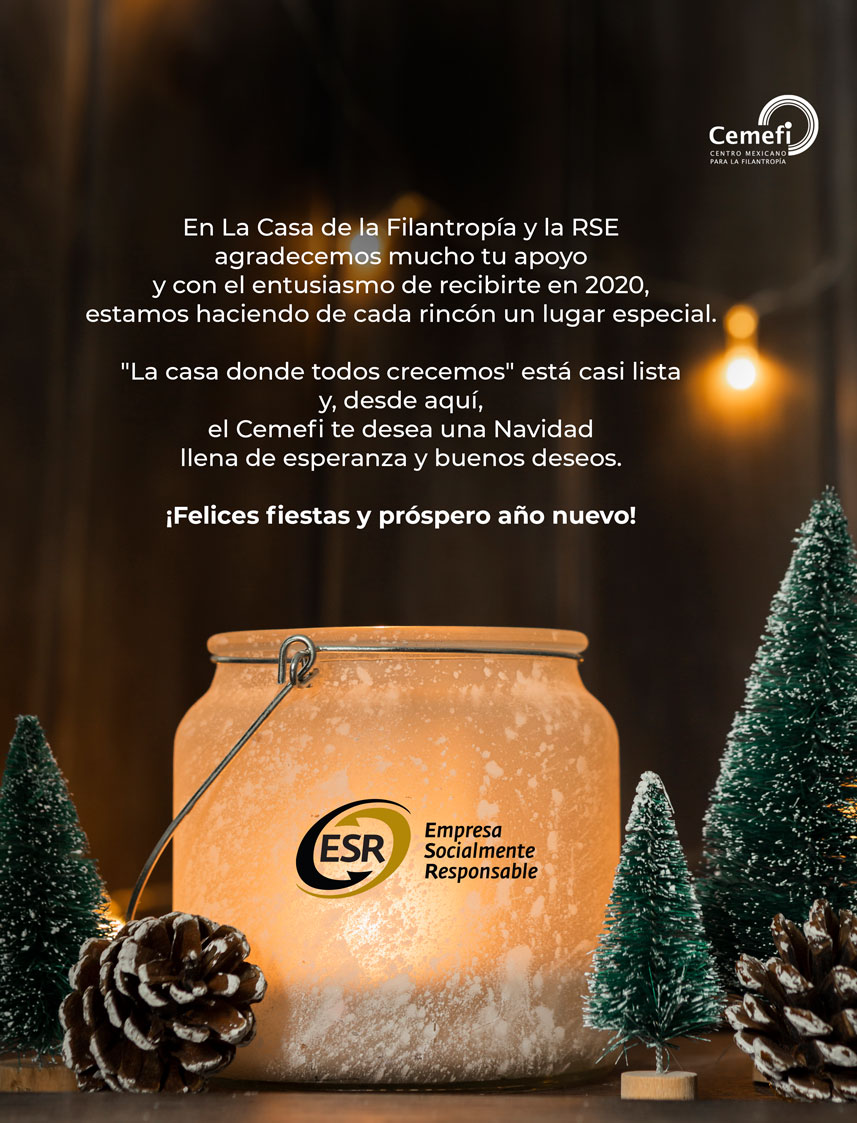 Cemefi
CENTRO MEXICANO
PARA LA FILANTROPÍA
En La Casa de la Filantropía y la RSE
agradecemos mucho tu apoyo
y con el entusiasmo de recibirte en 2020,
estamos haciendo de cada rincón un lugar especial.
"La casa donde todos crecemos" está casi lista
y, desde aquí,
el Cemefi te desea una Navidad
llena de esperanza y buenos deseos.
¡Felices fiestas y próspero año nuevo!
ESR
Empresa
Socialmente
Responsable